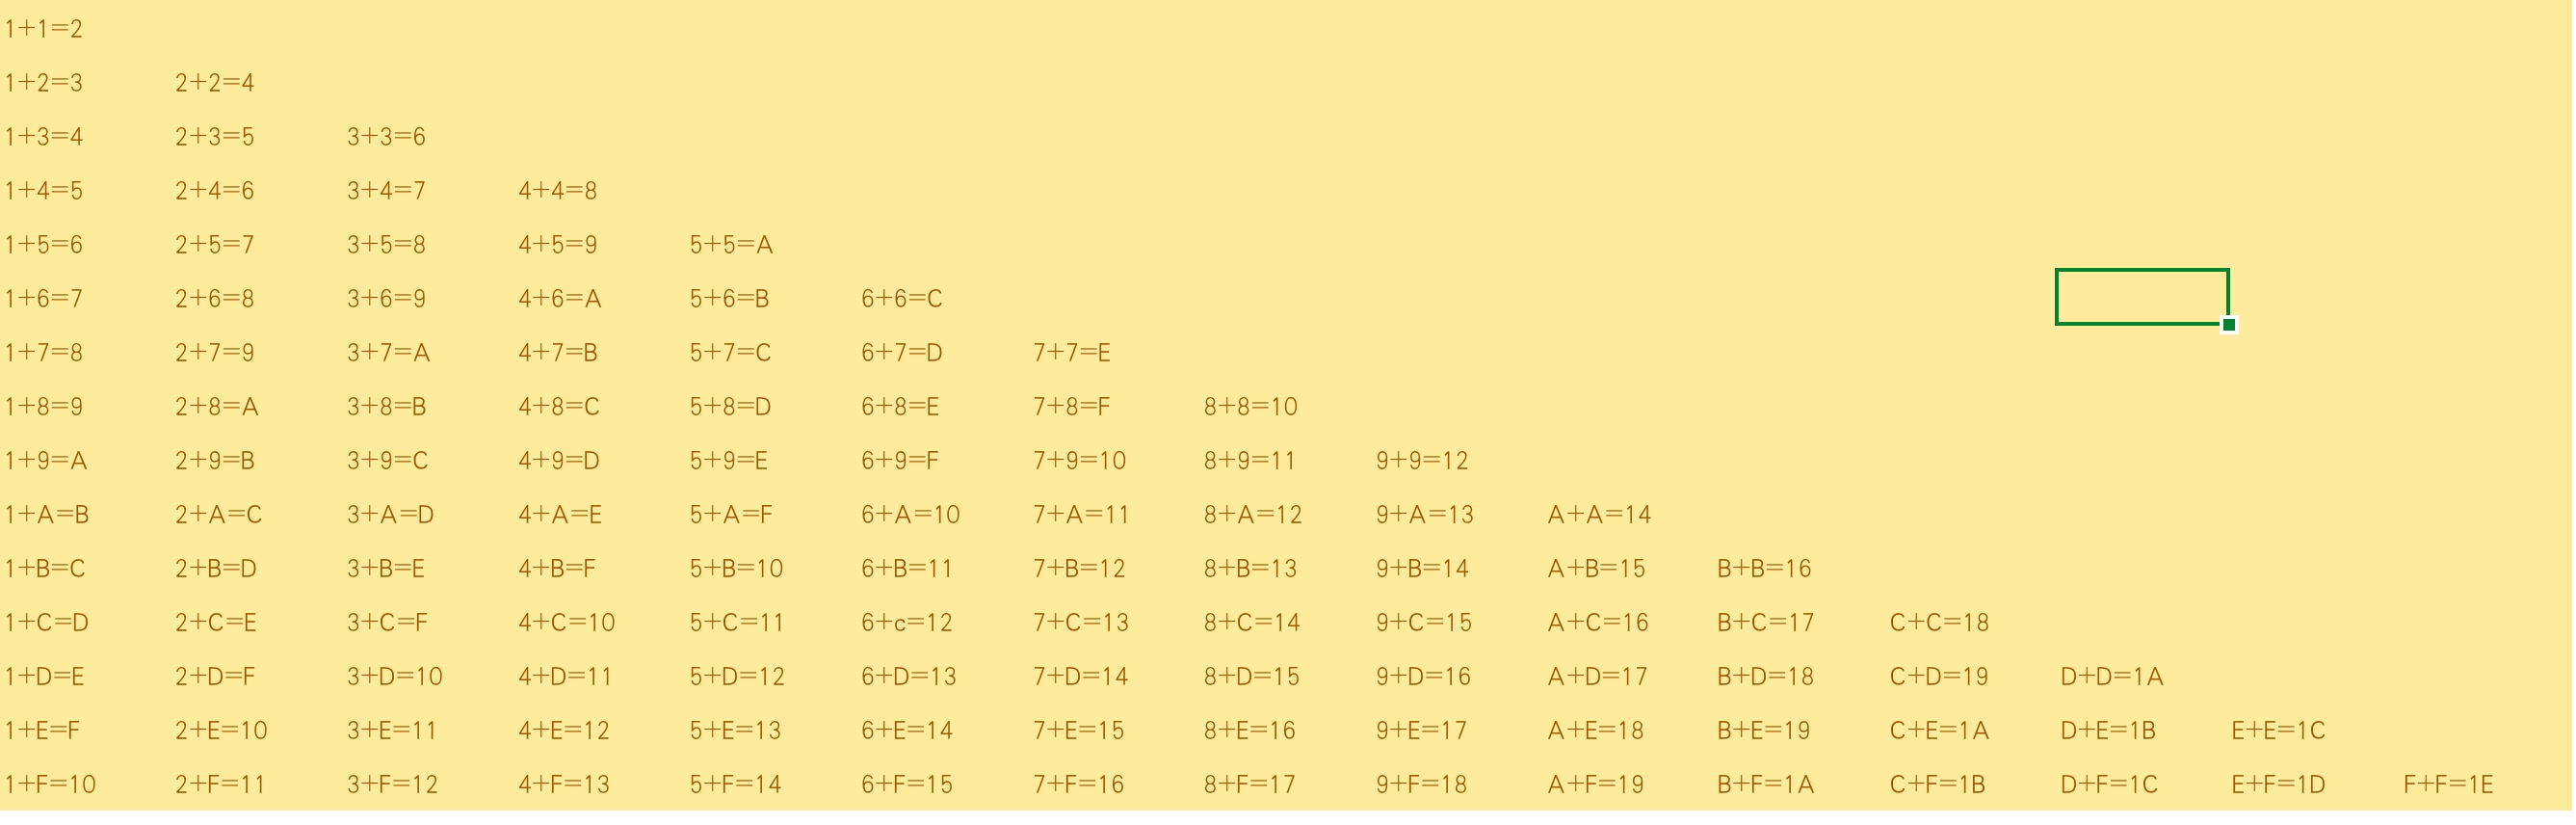 1+1=2
1+2=3 2+2=4
1+3=4 2+3=5 3+3=6
1+4=5 2+4=6 3+4=7 4+4=8
1+5=6 2+5=7 3+5=8 4+5=9 5+5=A
1+6=7 2+6=8 3+6=9 4+6=A 5+6=B 6+6=C
1+7=8 2+7=9 3+7=A 4+7=B 5+7=C 6+7=D 7+7=E
1+8=9 2+8=A 3+8=B 4+8=C 5+8=D 6+8=E 7+8=F 8+8=10
1+9=A 2+9=B 3+9=C 4+9=D 5+9=E 6+9=F 7+9=10 8+9=11 9+9=12
1+A=B 2+A=C 3+A=D 4+A=E 5+A=F 6+A=10 7+A=11 8+A=12 9+A=13 A+A=14
1+B=C 2+B=D 3+B=E 4+B=F 5+B=10 6+B=11 7+B=12 8+B=13 9+B=14 A+B=15 B+B=16
1+C=D 2+C=E 3+C=F 4+C=10 5+C=11 6+c=12 7+C=13 8+C=14 9+C=15 A+C=16 B+C=17 C+C=18
1+D=E 2+D=F 3+D=10 4+D=11 5+D=12 6+D=13 7+D=14 8+D=15 9+D=16 A+D=17 B+D=18 C+D=19 D+D=1A
1+E=F 2+E=10 3+E=11 4+E=12 5+E=13 6+E=14 7+E=15 8+E=16 9+E=17 A+E=18 B+E=19 C+E=1A D+E=1B E+E=1C
1+F=10 2+F=11 3+F=12 4+F=13 5+F=14 6+F=15 7+F=16 8+F=17 9+F=18 A+F=19 B+F=1A C+F=1B D+F=1C E+F=1D F+F=1E